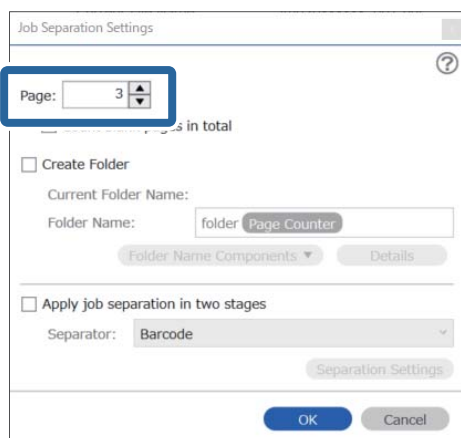 Job Separation Settings
?
Page: 3
pages in total
Create Folder
Current Folder Name:
Folder Name: folder Page Counter
Folder Name Components Details
Apply job separation in two stages
Separator: Barcode
Separation Settings
OK Cancel